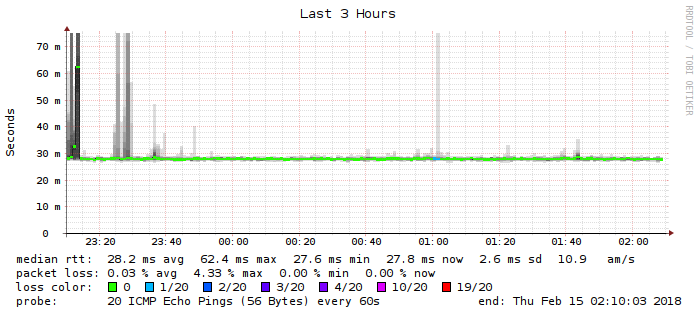 Last 3 Hours
RRDTOOL / TOBI OETIKER
Seconds
70 m
60 m
50 m
40 m
30 m
20 m
10 m
0
23:20 23:40 00:00 00:20 00:40 01:00 01:20 01:40 02:00
median rtt: 28.2 ms avg 62.4 ms max 27.6 ms min 27.8 ms now 2.6 ms sd 10.9 am/s
packet loss: 0.03 % avg 4.33 % max 0.00 % min 0.00 % now
loss color: 0 1/20 2/20 3/20 4/20 10/20 19/20
probe: 20 ICMP Echo Pings (56 Bytes) every 60s end: Thu Feb 15 02:10:03 2018